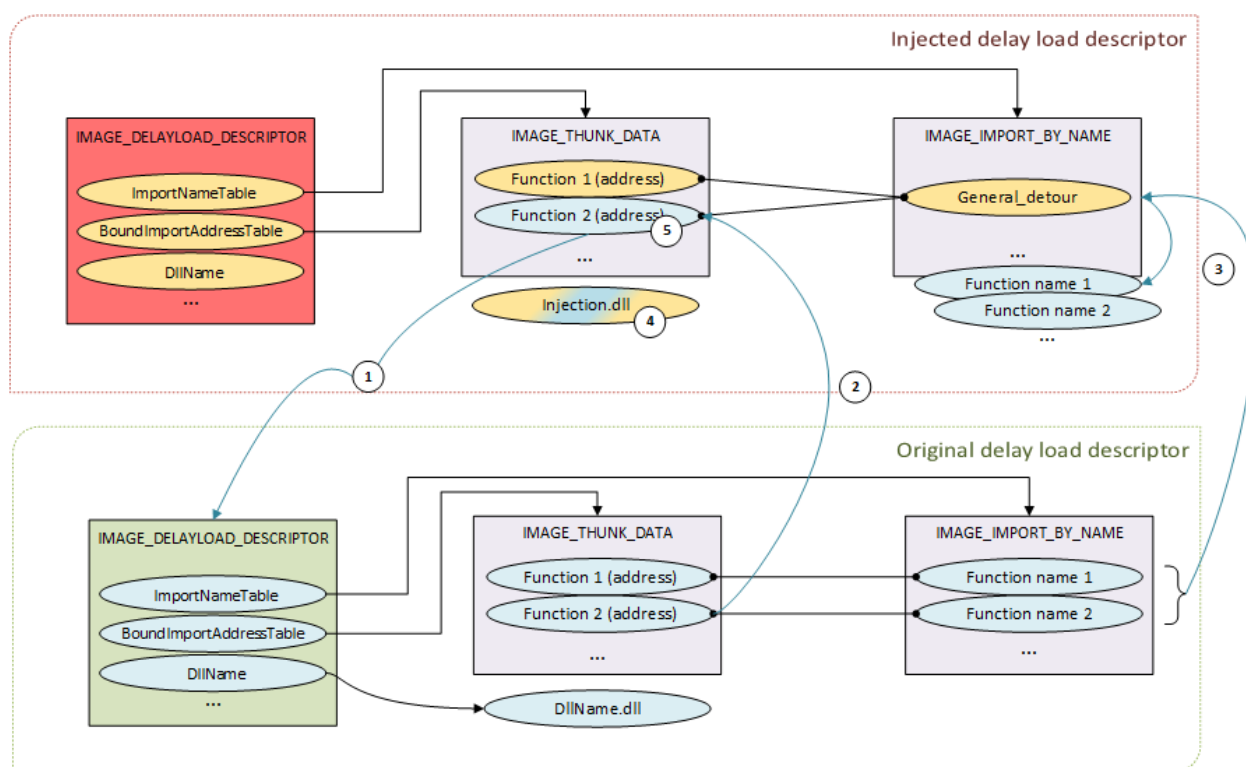 Injected delay load descriptor
IMAGE_DELAYLOAD_DESCRIPTOR
ImportNameTable
BoundImportAddressTable
DllName
...
IMAGE_THUNK_DATA
Function 1 (address)
Function 2 (address)
5
...
Injection.dll
4
IMAGE_IMPORT_BY_NAME
General_detour
...
Function name 1
Function name 2
...
3
1
2
Original delay load descriptor
IMAGE_DELAYLOAD_DESCRIPTOR
ImportNameTable
BoundImportAddressTable
DllName
...
IMAGE_THUNK_DATA
Function 1 (address)
Function 2 (address)
...
DllName.dll
IMAGE_IMPORT_BY_NAME
Function name 1
Function name 2
...